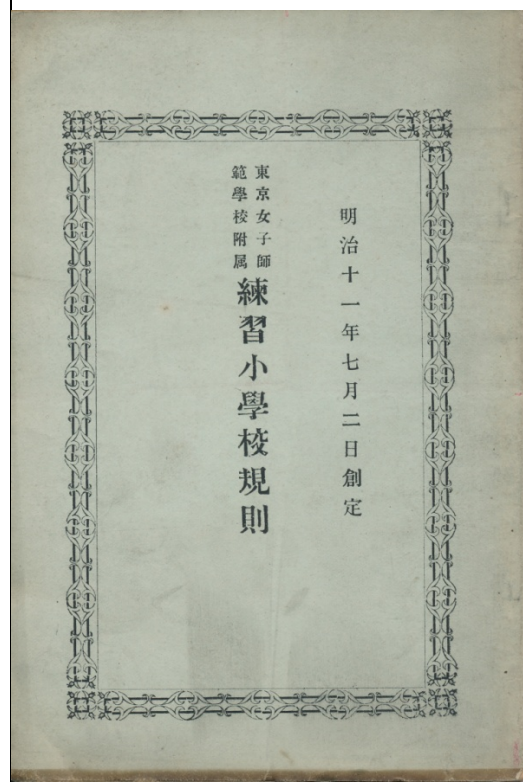 明治十一年七月二日創定
東京女子師
範學校附属
練習小學校規則